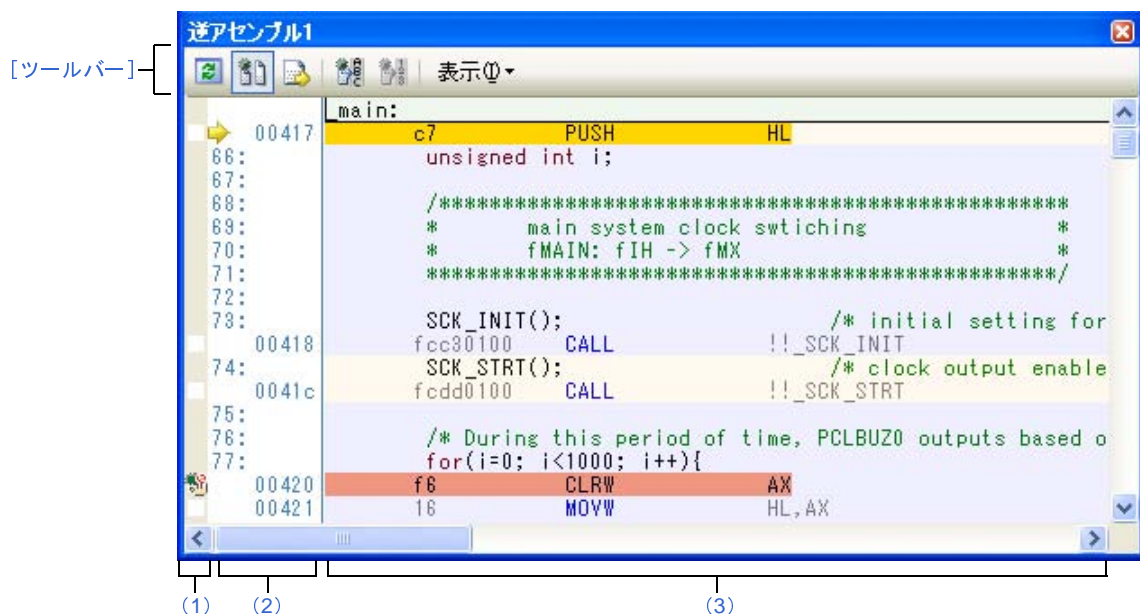 逆アセンブル1
[ツールバー]
表示(I)
_main:
00417 c7 PUSH HL
66: unsigned int i;
67:
68: /**************************************************
69: * main system clock swtiching *
70: * fMAIN: fIH -> fMX *
71: **************************************************/
72:
73: SCK_INIT(); /* initial setting for
00418 fcc30100 CALL !!_SCK_INIT
74: SCK_STRT(); /* clock output enable
0041c fcdd0100 CALL !!_SCK_STRT
75:
76: /* During this period of time, PCLBUZ0 outputs based o
77: for(i=0; i<1000; i++){
00420 f6 CLRW AX
00421 16 MOVW HL,AX
(1) (2) (3)